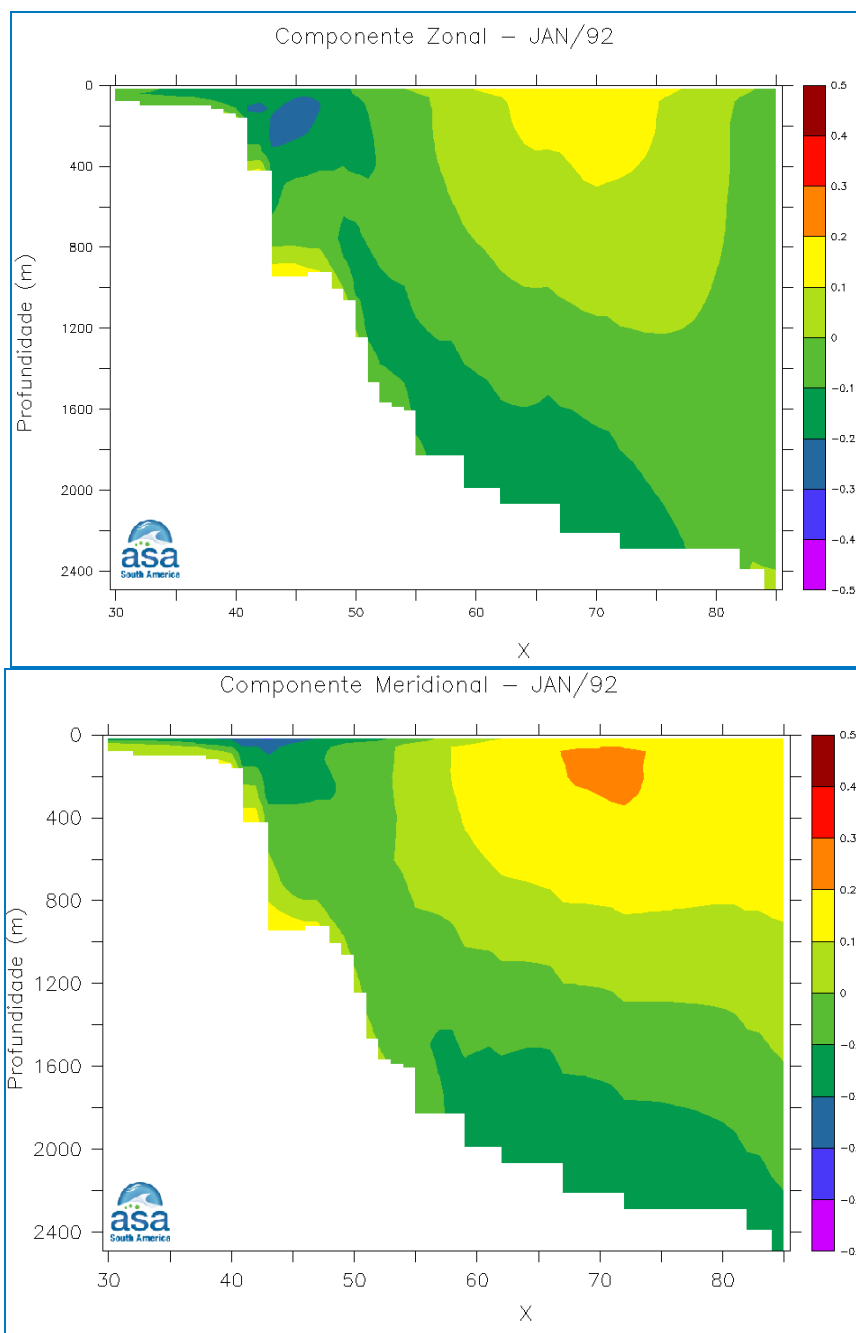 Componente Zonal – JAN/92
0
400
800
1200
1600
2000
2400
Profundidade (m)
30 40 50 60 70 80
X
0.5
0.4
0.3
0.2
0.1
0
-0.1
-0.2
-0.3
-0.4
-0.5
asa
South America
Componente Meridional – JAN/92
0
400
800
1200
1600
2000
2400
Profundidade (m)
30 40 50 60 70 80
X
0.5
0.4
0.3
0.2
0.1
0
asa
South America